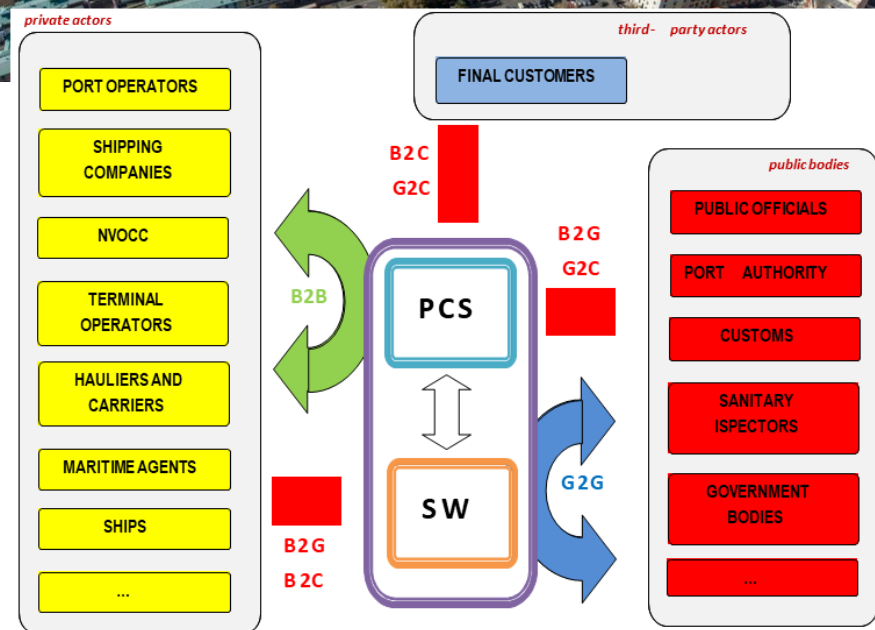 private actors
PORT OPERATORS
SHIPPING
COMPANIES
NVOCC
TERMINAL
OPERATORS
HAULIERS AND
CARRIERS
MARITIME AGENTS
SHIPS
...
third- party actors
FINAL CUSTOMERS
B2C
G2C
B2B
PCS
SW
B2G
G2C
G2G
B2G
B2C
public bodies
PUBLIC OFFICIALS
PORT AUTHORITY
CUSTOMS
SANITARY
ISPECTORS
GOVERNMENT
BODIES
...